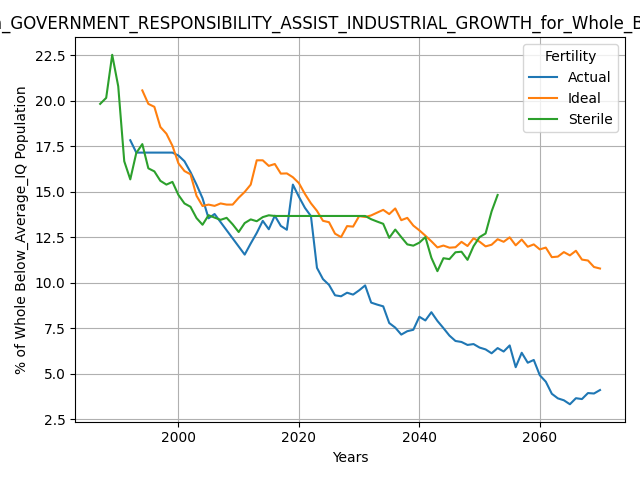 GOVERNMENT_RESPONSIBILITY_ASSIST_INDUSTRIAL_GROWTH_for_Whole_B
Fertility
Actual
Ideal
Sterile
% of Whole Below_Average_IQ Population
22.5
20.0
17.5
15.0
12.5
10.0
7.5
5.0
2.5
2000
2020
2040
2060
Years